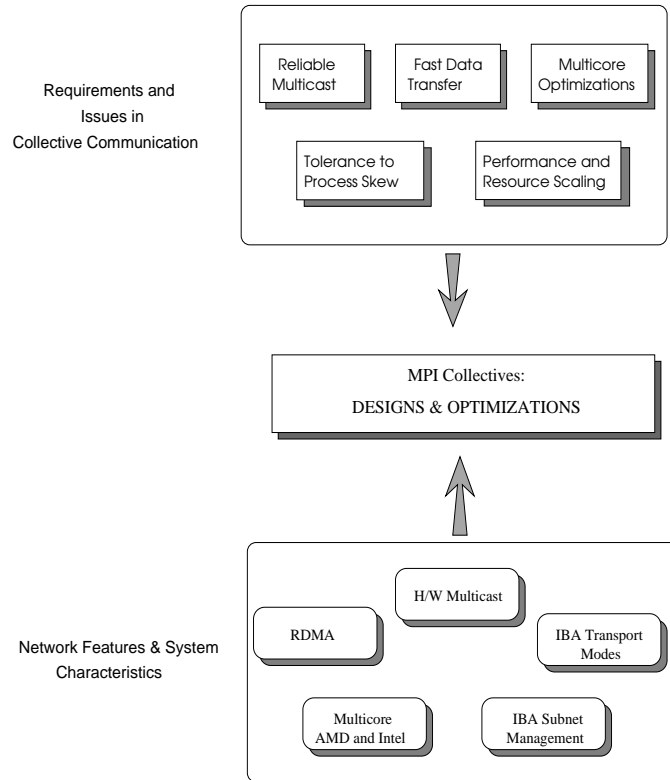 Requirements and
Issues in
Collective Communication
Reliable
Multicast
Fast Data
Transfer
Multicore
Optimizations
Tolerance to
Process Skew
Performance and
Resource Scaling
MPI Collectives:
DESIGNS & OPTIMIZATIONS
Network Features & System
Characteristics
H/W Multicast
RDMA
IBA Transport
Modes
Multicore
AMD and Intel
IBA Subnet
Management